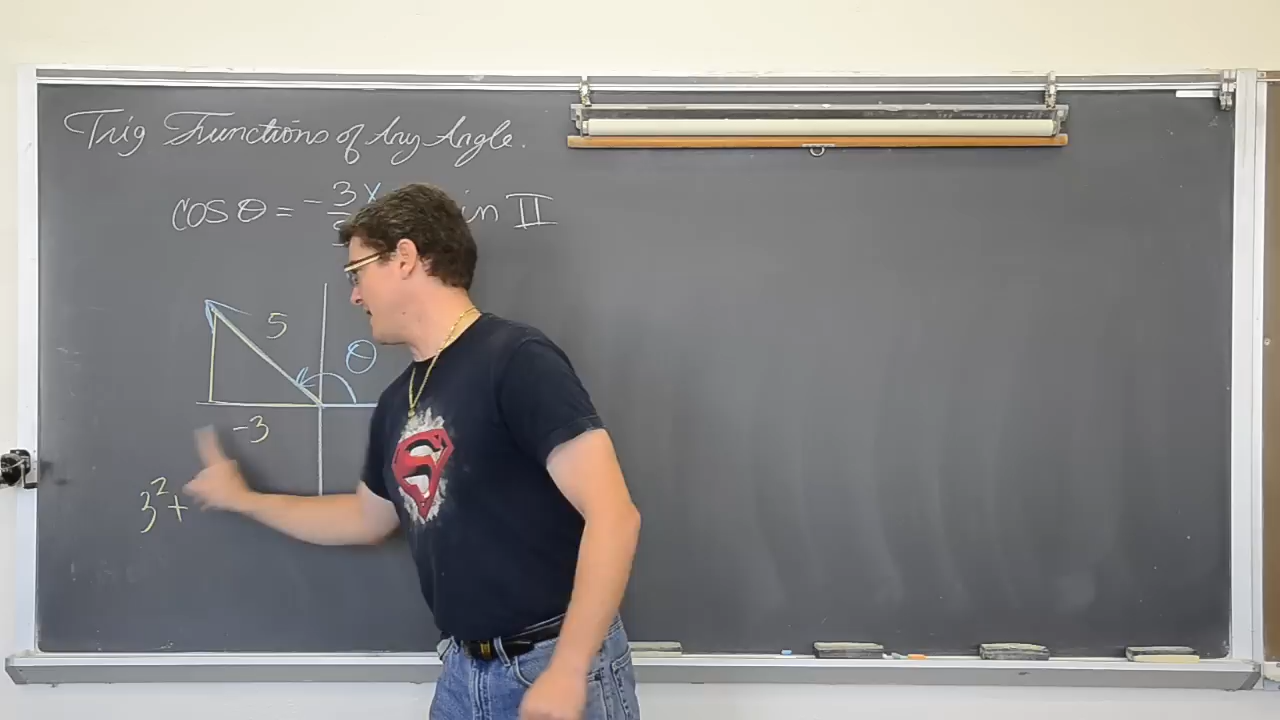 Trig Functions of Any Angle.
cos θ = - 3 x in II
5
θ
-3
3² +